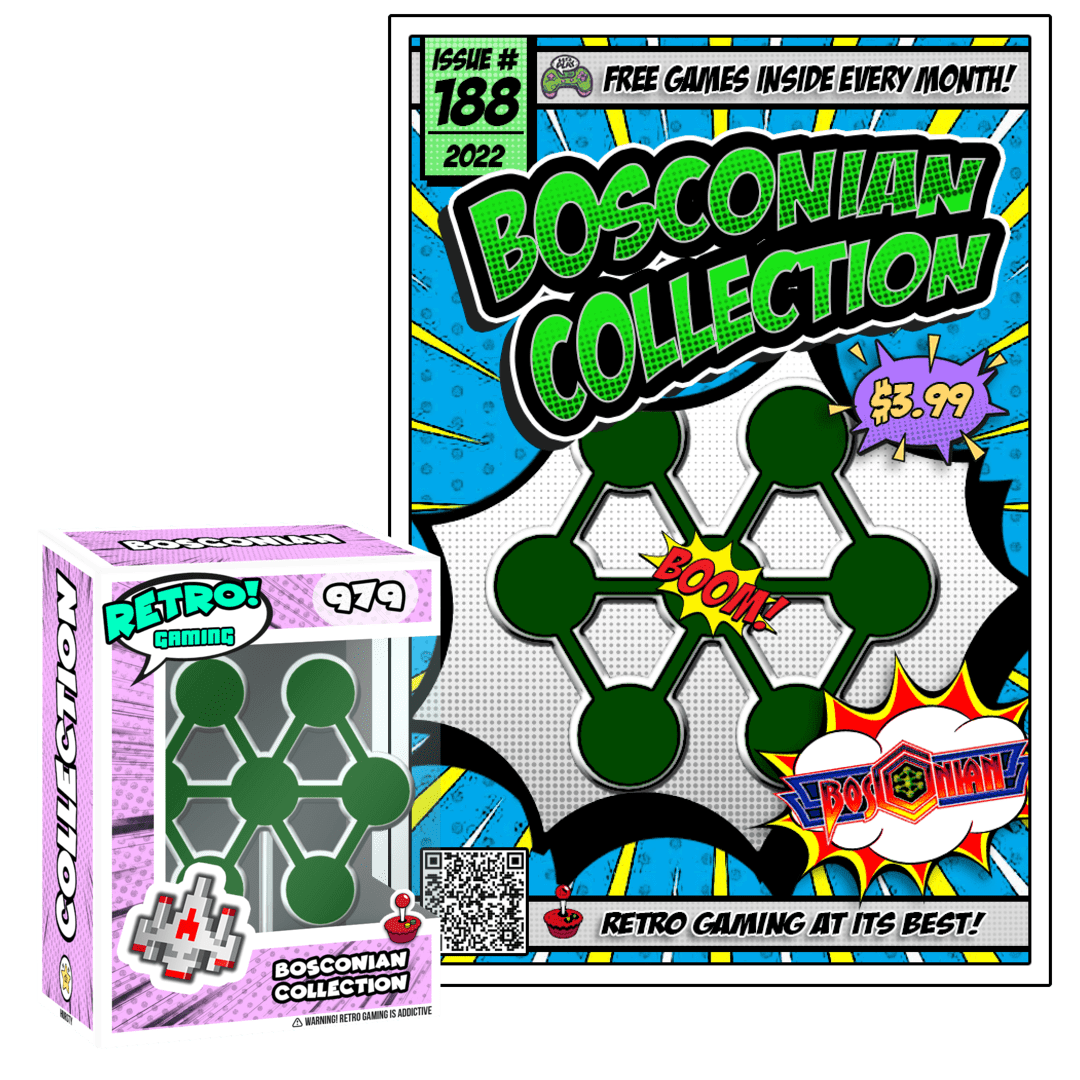 ISSUE #
188
2022
FREE GAMES INSIDE EVERY MONTH!
BOSCONIAN
COLLECTION
$3.99
BOOM!
BOSCONIAN
RETRO GAMING AT ITS BEST!
BOSCONIAN
RETRO!
GAMING
979
COLLECTION
BOSCONIAN
COLLECTION
WARNING! RETRO GAMING IS ADDICTIVE